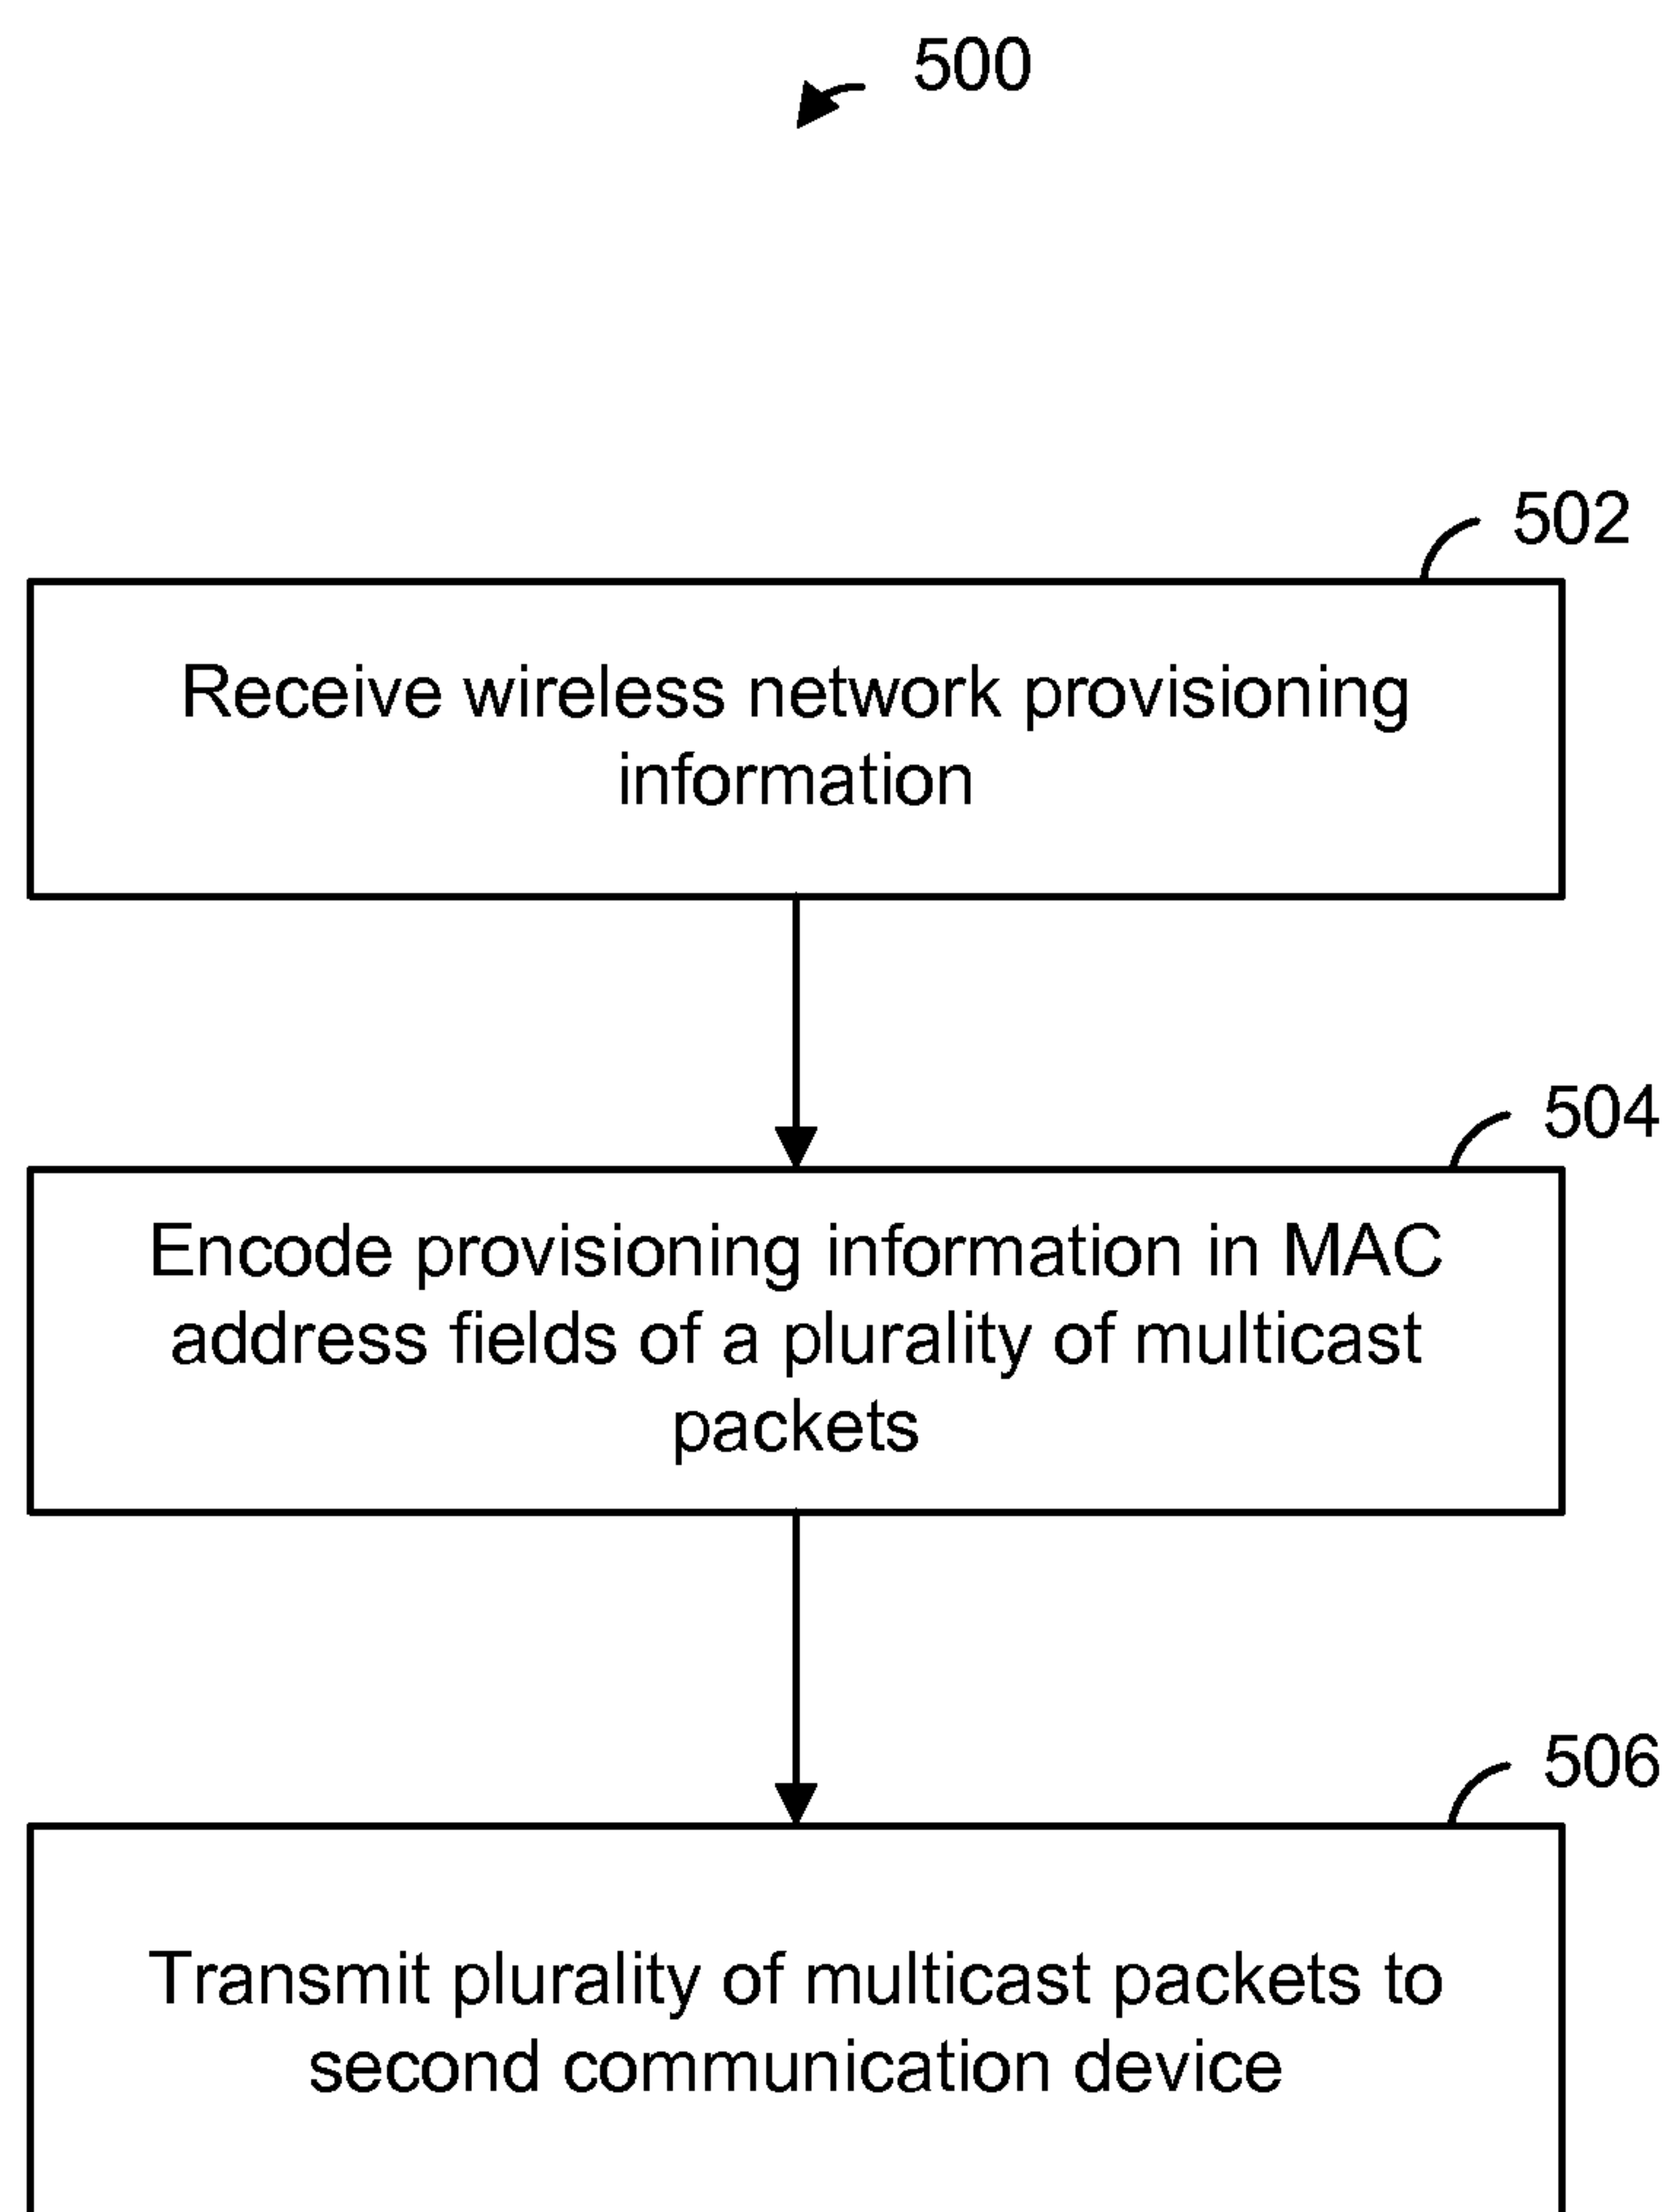 500
502
Receive wireless network provisioning
information
504
Encode provisioning information in MAC
address fields of a plurality of multicast
packets
506
Transmit plurality of multicast packets to
second communication device